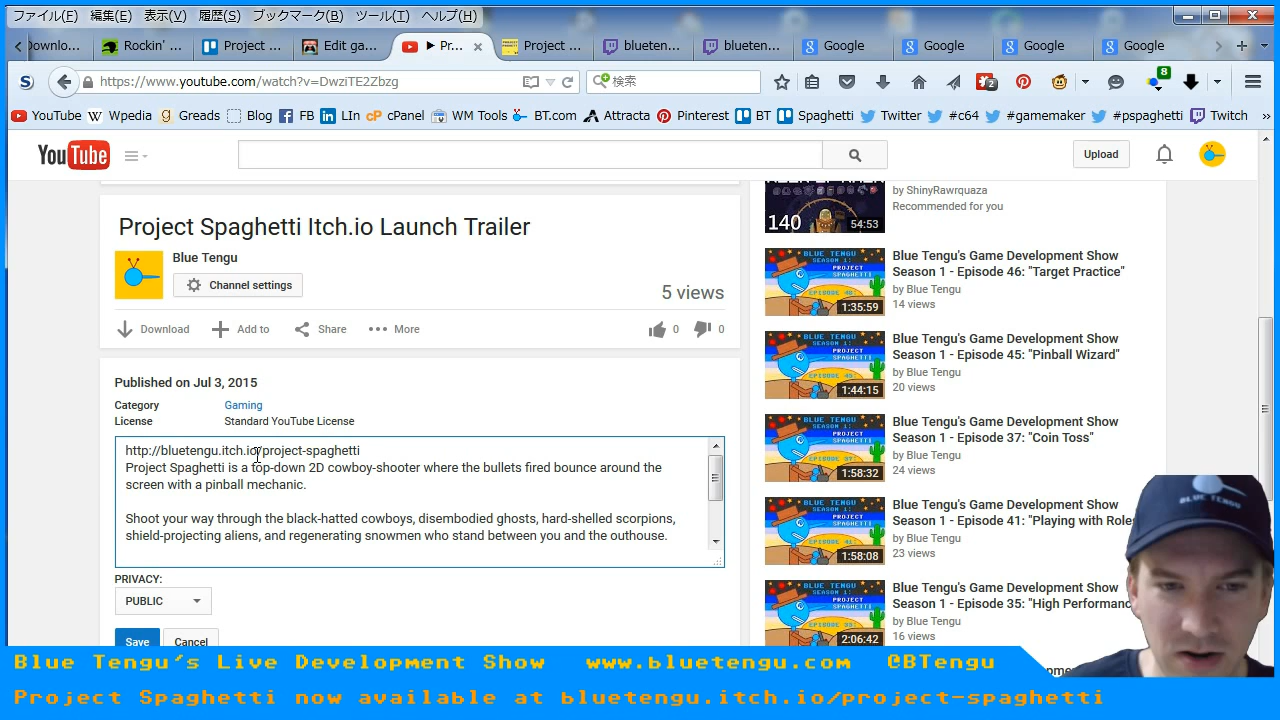 ファイル(F) 編集(E) 表示(V) 履歴(S) ブックマーク(B) ツール(T) ヘルプ(H)
Downlo... Rockin' ... Project ... Edit ga... Pr... Project ... blueten... blueten... Google Google Google Google
S https://www.youtube.com/watch?v=DwziTE2Zbzg 検索 2 8
YouTube Wpedia Greads Blog FB LIn cPanel WM Tools BT.com Attracta Pinterest BT Spaghetti Twitter #c64 #gamemaker #pspaghetti Twitch
YouTube Upload
by ShinyRawrquaza
Recommended for you
140 54:53
Project Spaghetti Itch.io Launch Trailer
Blue Tengu
Channel settings
5 views
Download Add to Share More 0 0
Published on Jul 3, 2015
Category Gaming
License Standard YouTube License
http://bluetengu.itch.io/project-spaghetti
Project Spaghetti is a top-down 2D cowboy-shooter where the bullets fired bounce around the
screen with a pinball mechanic.
Shoot your way through the black-hatted cowboys, disembodied ghosts, hard-shelled scorpions,
shield-projecting aliens, and regenerating snowmen who stand between you and the outhouse.
PRIVACY:
PUBLIC
Save Cancel
Blue Tengu's Game Development Show
Season 1 - Episode 46: "Target Practice"
by Blue Tengu
14 views
1:35:59
Blue Tengu's Game Development Show
Season 1 - Episode 45: "Pinball Wizard"
by Blue Tengu
20 views
1:44:15
Blue Tengu's Game Development Show
Season 1 - Episode 37: "Coin Toss"
by Blue Tengu
24 views
1:58:32
Blue Tengu's Game Development Show
Season 1 - Episode 41: "Playing with Role
by Blue Tengu
23 views
1:58:08
Blue Tengu's Game Development Show
Season 1 - Episode 35: "High Performanc
by Blue Tengu
16 views
2:06:42
BLUE TENGU
Blue Tengu's Live Development Show www.bluetengu.com @BTengu
Project Spaghetti now available at bluetengu.itch.io/project-spaghetti